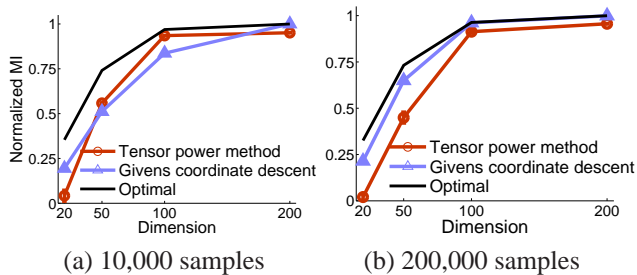 Normalized MI
1
0.75
0.5
0.25
0
Tensor power method
Givens coordinate descent
Optimal
20 50 100 200
Dimension
(a) 10,000 samples
1
0.75
0.5
0.25
0
Tensor power method
Givens coordinate descent
Optimal
20 50 100 200
Dimension
(b) 200,000 samples